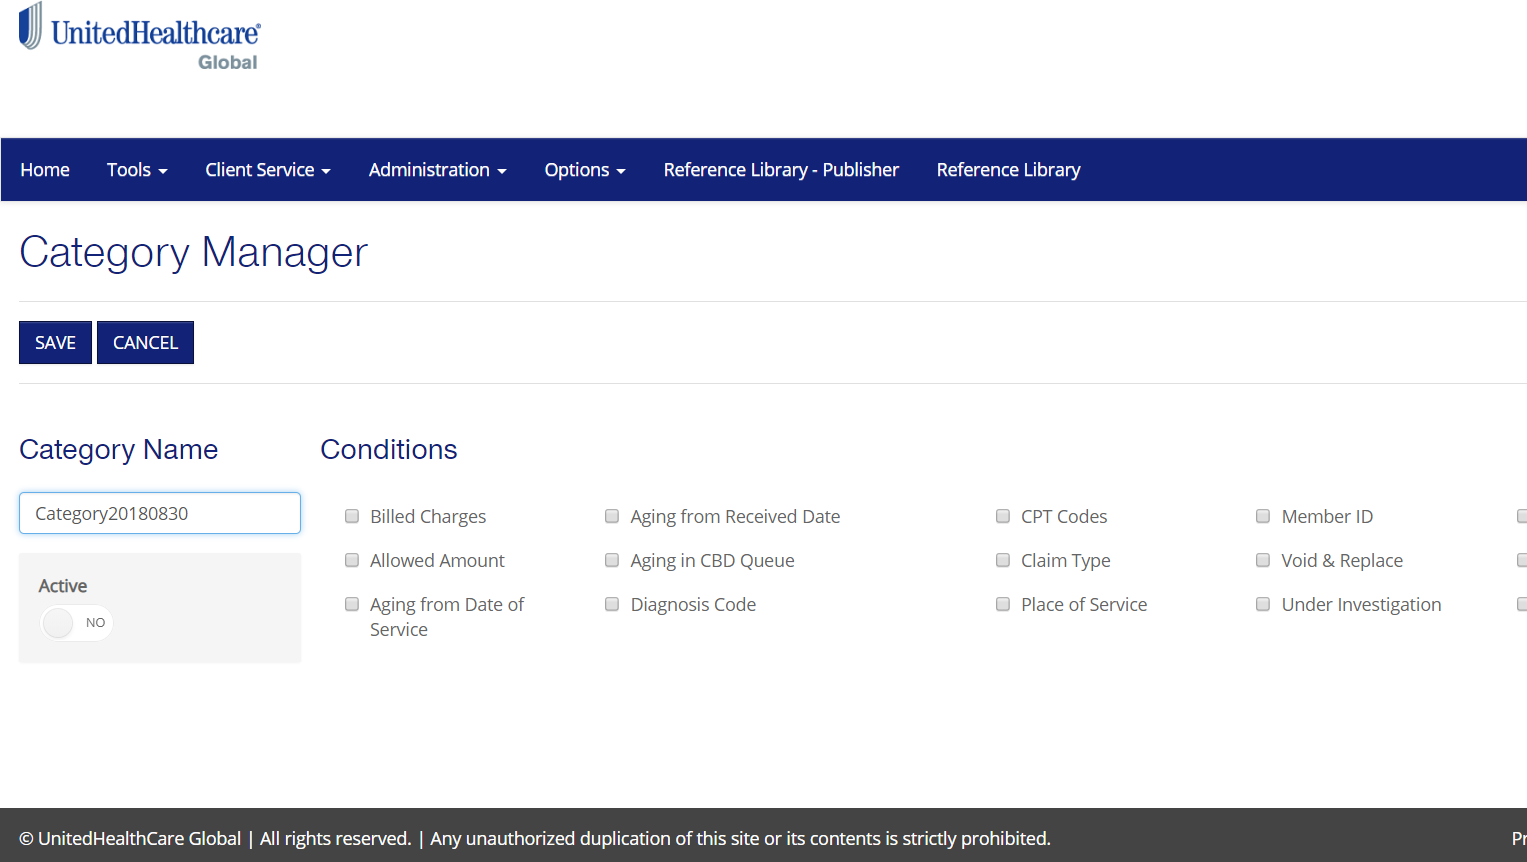 UnitedHealthcare®
Global
Home Tools Client Service Administration Options Reference Library - Publisher Reference Library
Category Manager
SAVE CANCEL
Category Name Conditions
Category20180830
Active
NO
Billed Charges Aging from Received Date CPT Codes Member ID
Allowed Amount Aging in CBD Queue Claim Type Void & Replace
Aging from Date of Diagnosis Code Place of Service Under Investigation
Service
© UnitedHealthCare Global | All rights reserved. | Any unauthorized duplication of this site or its contents is strictly prohibited.